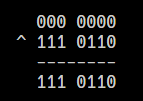 000 0000
^ 111 0110
--------
111 0110